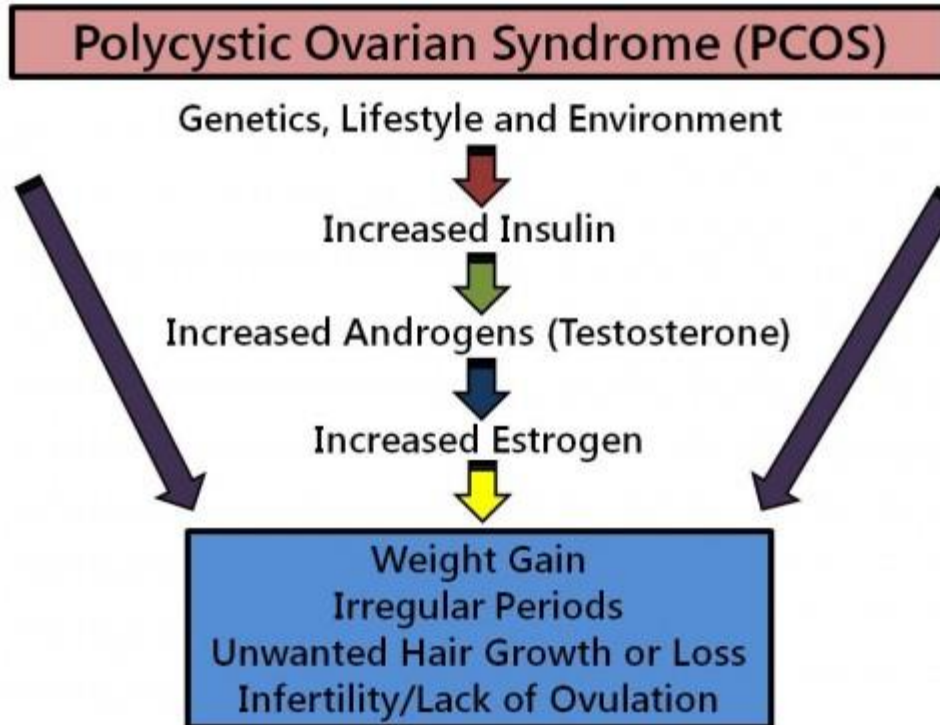 Polycystic Ovarian Syndrome (PCOS)
Genetics, Lifestyle and Environment
Increased Insulin
Increased Androgens (Testosterone)
Increased Estrogen
Weight Gain
Irregular Periods
Unwanted Hair Growth or Loss
Infertility/Lack of Ovulation